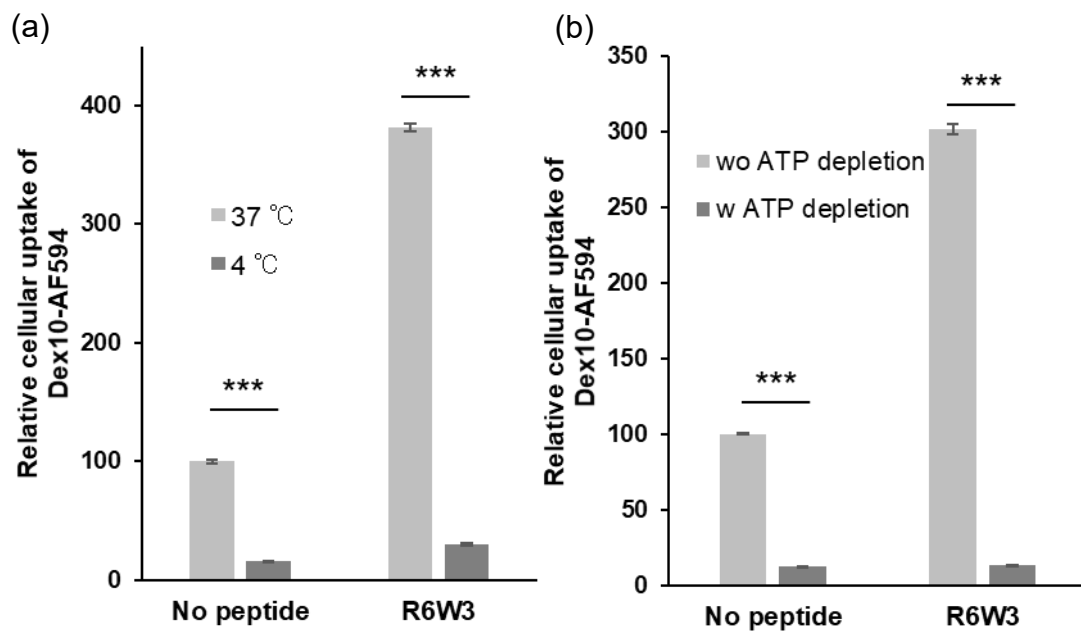 (a)
Relative cellular uptake of
Dex10-AF594
400
300
200
100
0
37 ℃
4 ℃
***
***
No peptide
R6W3
(b)
Relative cellular uptake of
Dex10-AF594
350
300
250
200
150
100
50
0
wo ATP depletion
w ATP depletion
***
***
No peptide
R6W3